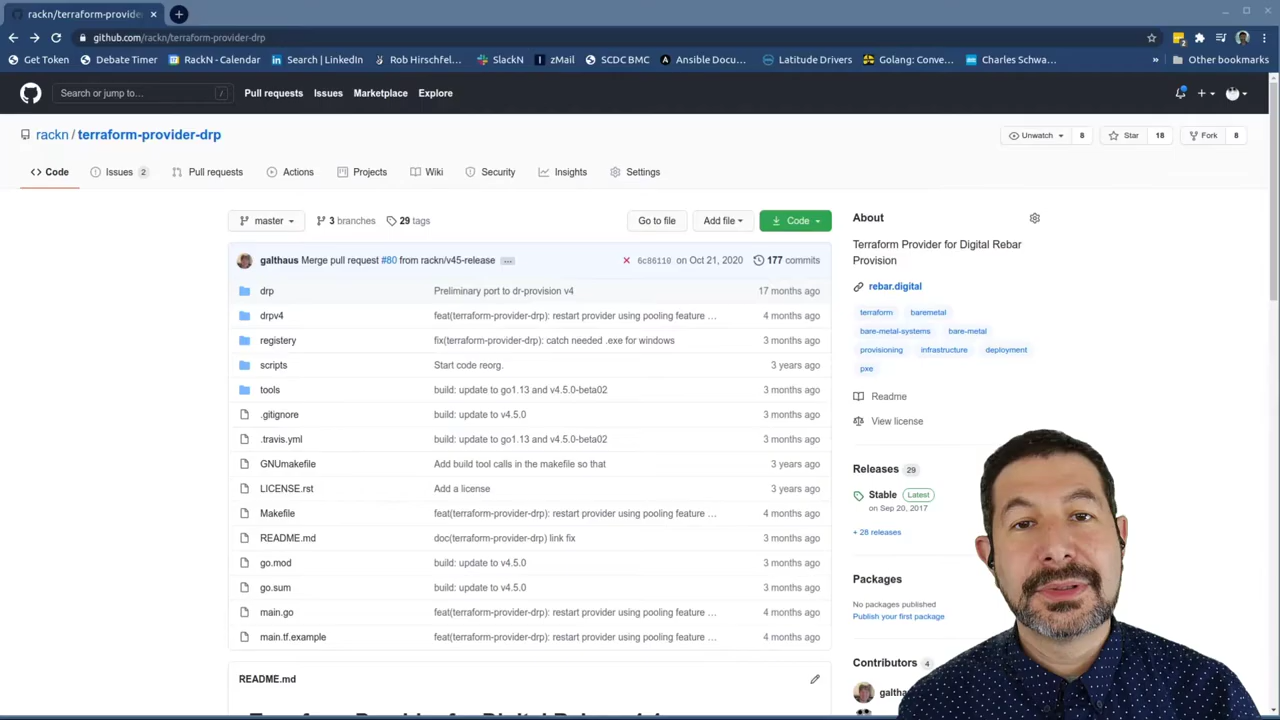 rackn/terraform-provide
github.com/rackn/terraform-provider-drp
Get Token Debate Timer RackN - Calendar Search | LinkedIn Rob Hirschfel... SlackN zMail SCDC BMC Ansible Docu... Latitude Drivers Golang: Conve... Charles Schwa... » Other bookmarks
Search or jump to... / Pull requests Issues Marketplace Explore
rackn / terraform-provider-drp Unwatch 8 Star 18 Fork 8
Code Issues 2 Pull requests Actions Projects Wiki Security Insights Settings
master 3 branches 29 tags Go to file Add file Code
galthaus Merge pull request #80 from rackn/v45-release ... 6c86110 on Oct 21, 2020 177 commits
drp Preliminary port to dr-provision v4 17 months ago
drpv4 feat(terraform-provider-drp): restart provider using pooling feature ... 4 months ago
registery fix(terraform-provider-drp): catch needed .exe for windows 3 months ago
scripts Start code reorg. 3 years ago
tools build: update to go1.13 and v4.5.0-beta02 3 months ago
.gitignore build: update to v4.5.0 3 months ago
.travis.yml build: update to go1.13 and v4.5.0-beta02 3 months ago
GNUmakefile Add build tool calls in the makefile so that 3 years ago
LICENSE.rst Add a license 3 years ago
Makefile feat(terraform-provider-drp): restart provider using pooling feature ... 4 months ago
README.md doc(terraform-provider-drp) link fix 3 months ago
go.mod build: update to v4.5.0 3 months ago
go.sum build: update to v4.5.0 3 months ago
main.go feat(terraform-provider-drp): restart provider using pooling feature ... 4 months ago
main.tf.example feat(terraform-provider-drp): restart provider using pooling feature ... 4 months ago
README.md
About
Terraform Provider for Digital Rebar
Provision
rebar.digital
terraform baremetal
bare-metal-systems bare-metal
provisioning infrastructure deployment
pxe
Readme
View license
Releases 29
Stable Latest
on Sep 20, 2017
+ 28 releases
Packages
No packages published
Publish your first package
Contributors 4
galtha